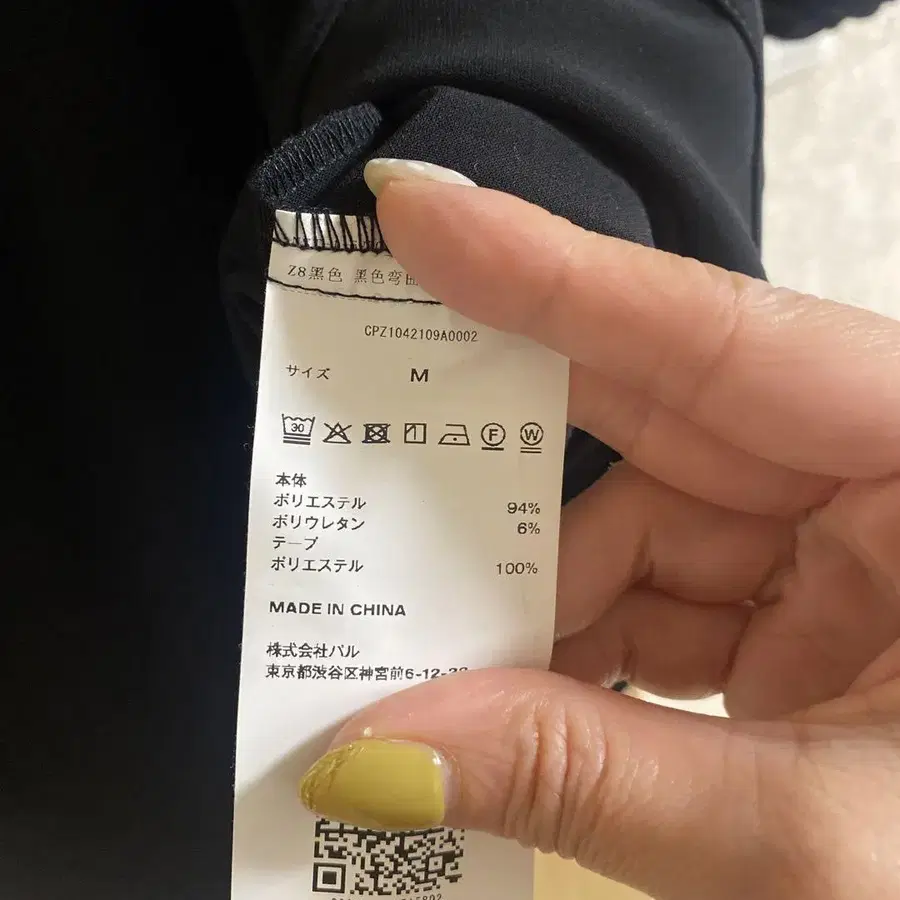 Z8黑色 黑色弯曲
CPZ1042109A0002
サイズ M
30
F W
本体
ポリエステル 94%
ポリウレタン 6%
テープ
ポリエステル 100%
MADE IN CHINA
株式会社パル
東京都渋谷区神宮前6-12-22